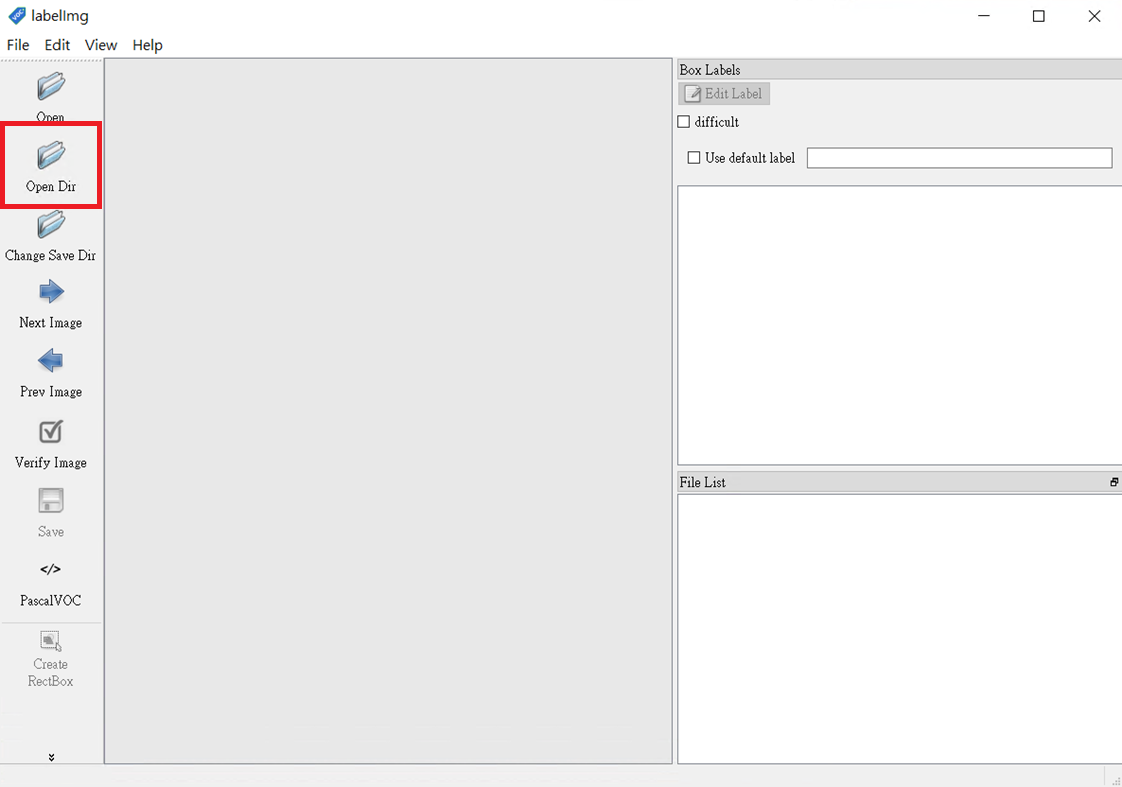 labelImg
File Edit View Help
Open
Open Dir
Change Save Dir
Next Image
Prev Image
Verify Image
Save
</>
PascalVOC
Create
RectBox
Box Labels
Edit Label
difficult
Use default label
File List